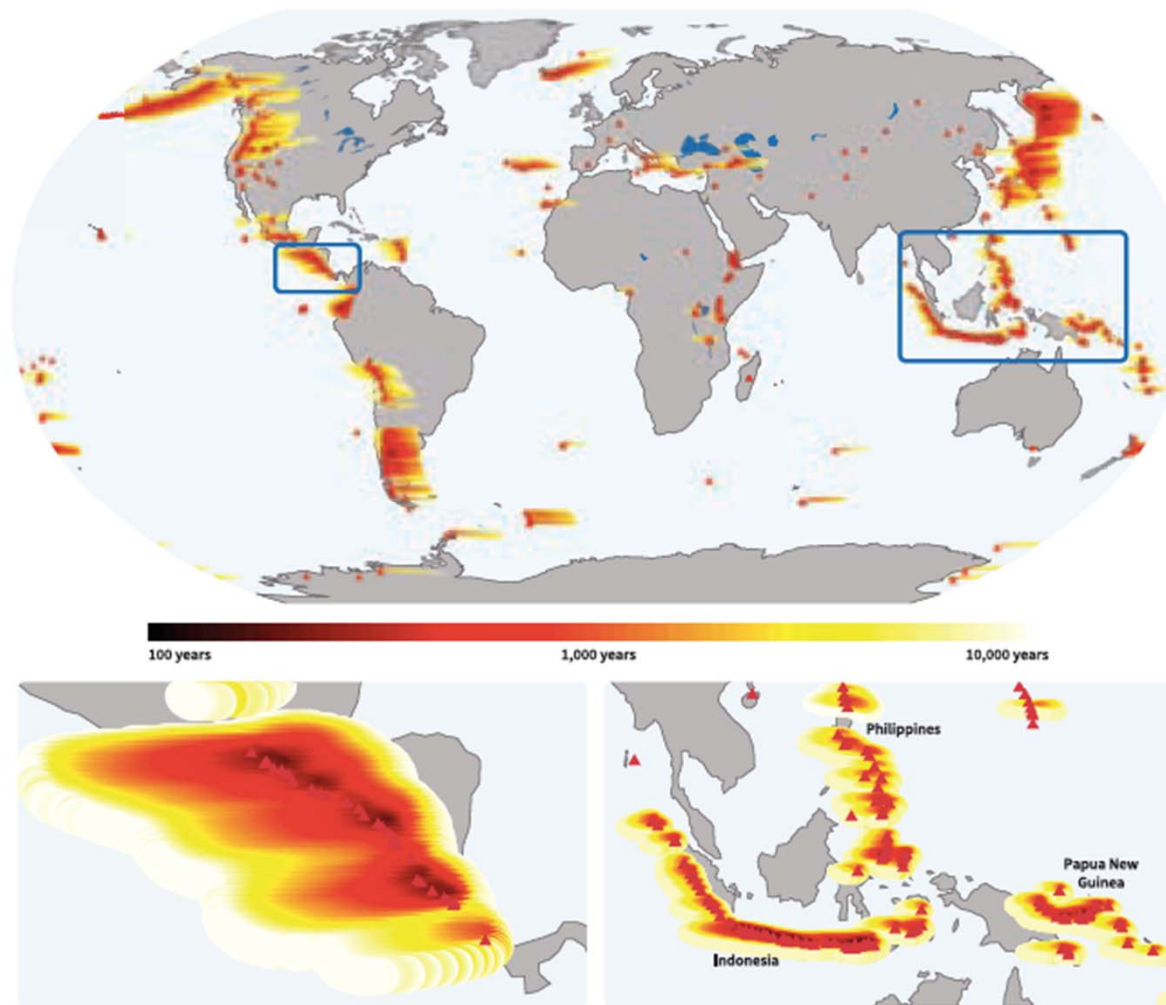 100 years
1,000 years
10,000 years
Philippines
Papua New
Guinea
Indonesia